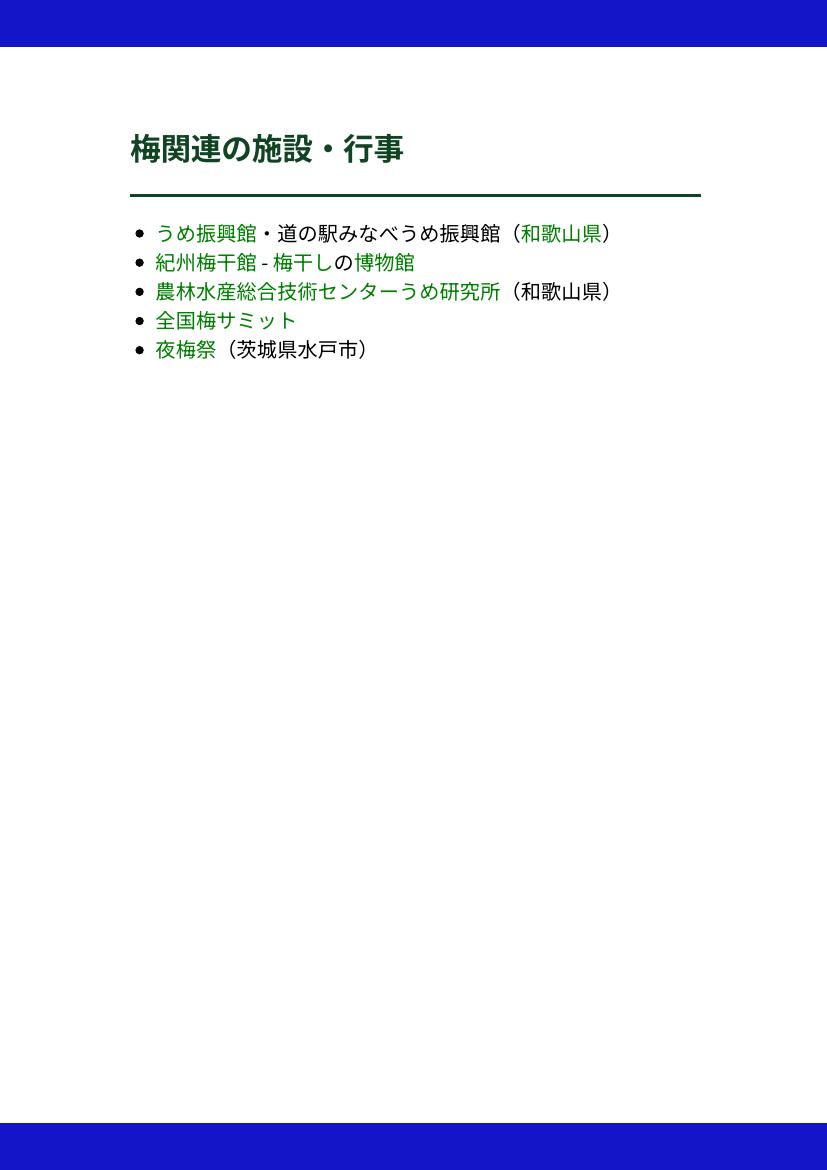 梅関連の施設・行事
うめ振興館・道の駅みなべうめ振興館（和歌山県）
紀州梅干館 - 梅干しの博物館
農林水産総合技術センターうめ研究所（和歌山県）
全国梅サミット
夜梅祭（茨城県水戸市）